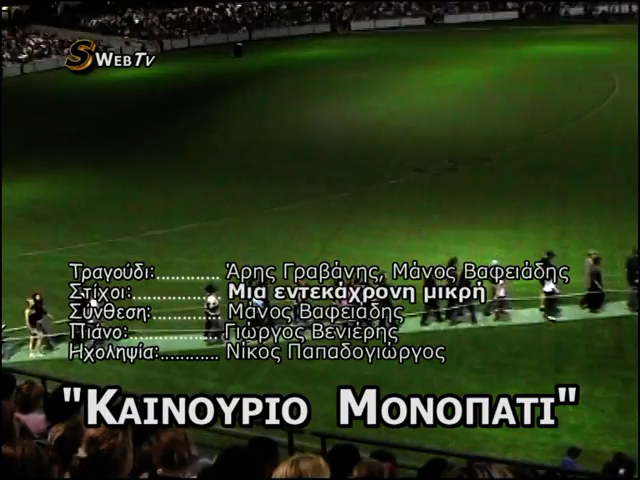 S WEBTV
Τραγούδι:............. Άρης Γραβάνης, Μάνος Βαφειάδης
Στίχοι:.................. Μια εντεκάχρονη μικρή
Σύνθεση:.............. Μάνος Βαφειάδης
Πιάνο:.................. Γιώργος Βενιέρης
Ηχοληψία:............ Νίκος Παπαδογιώργος
"ΚΑΙΝΟΥΡΙΟ ΜΟΝΟΠΑΤΙ"